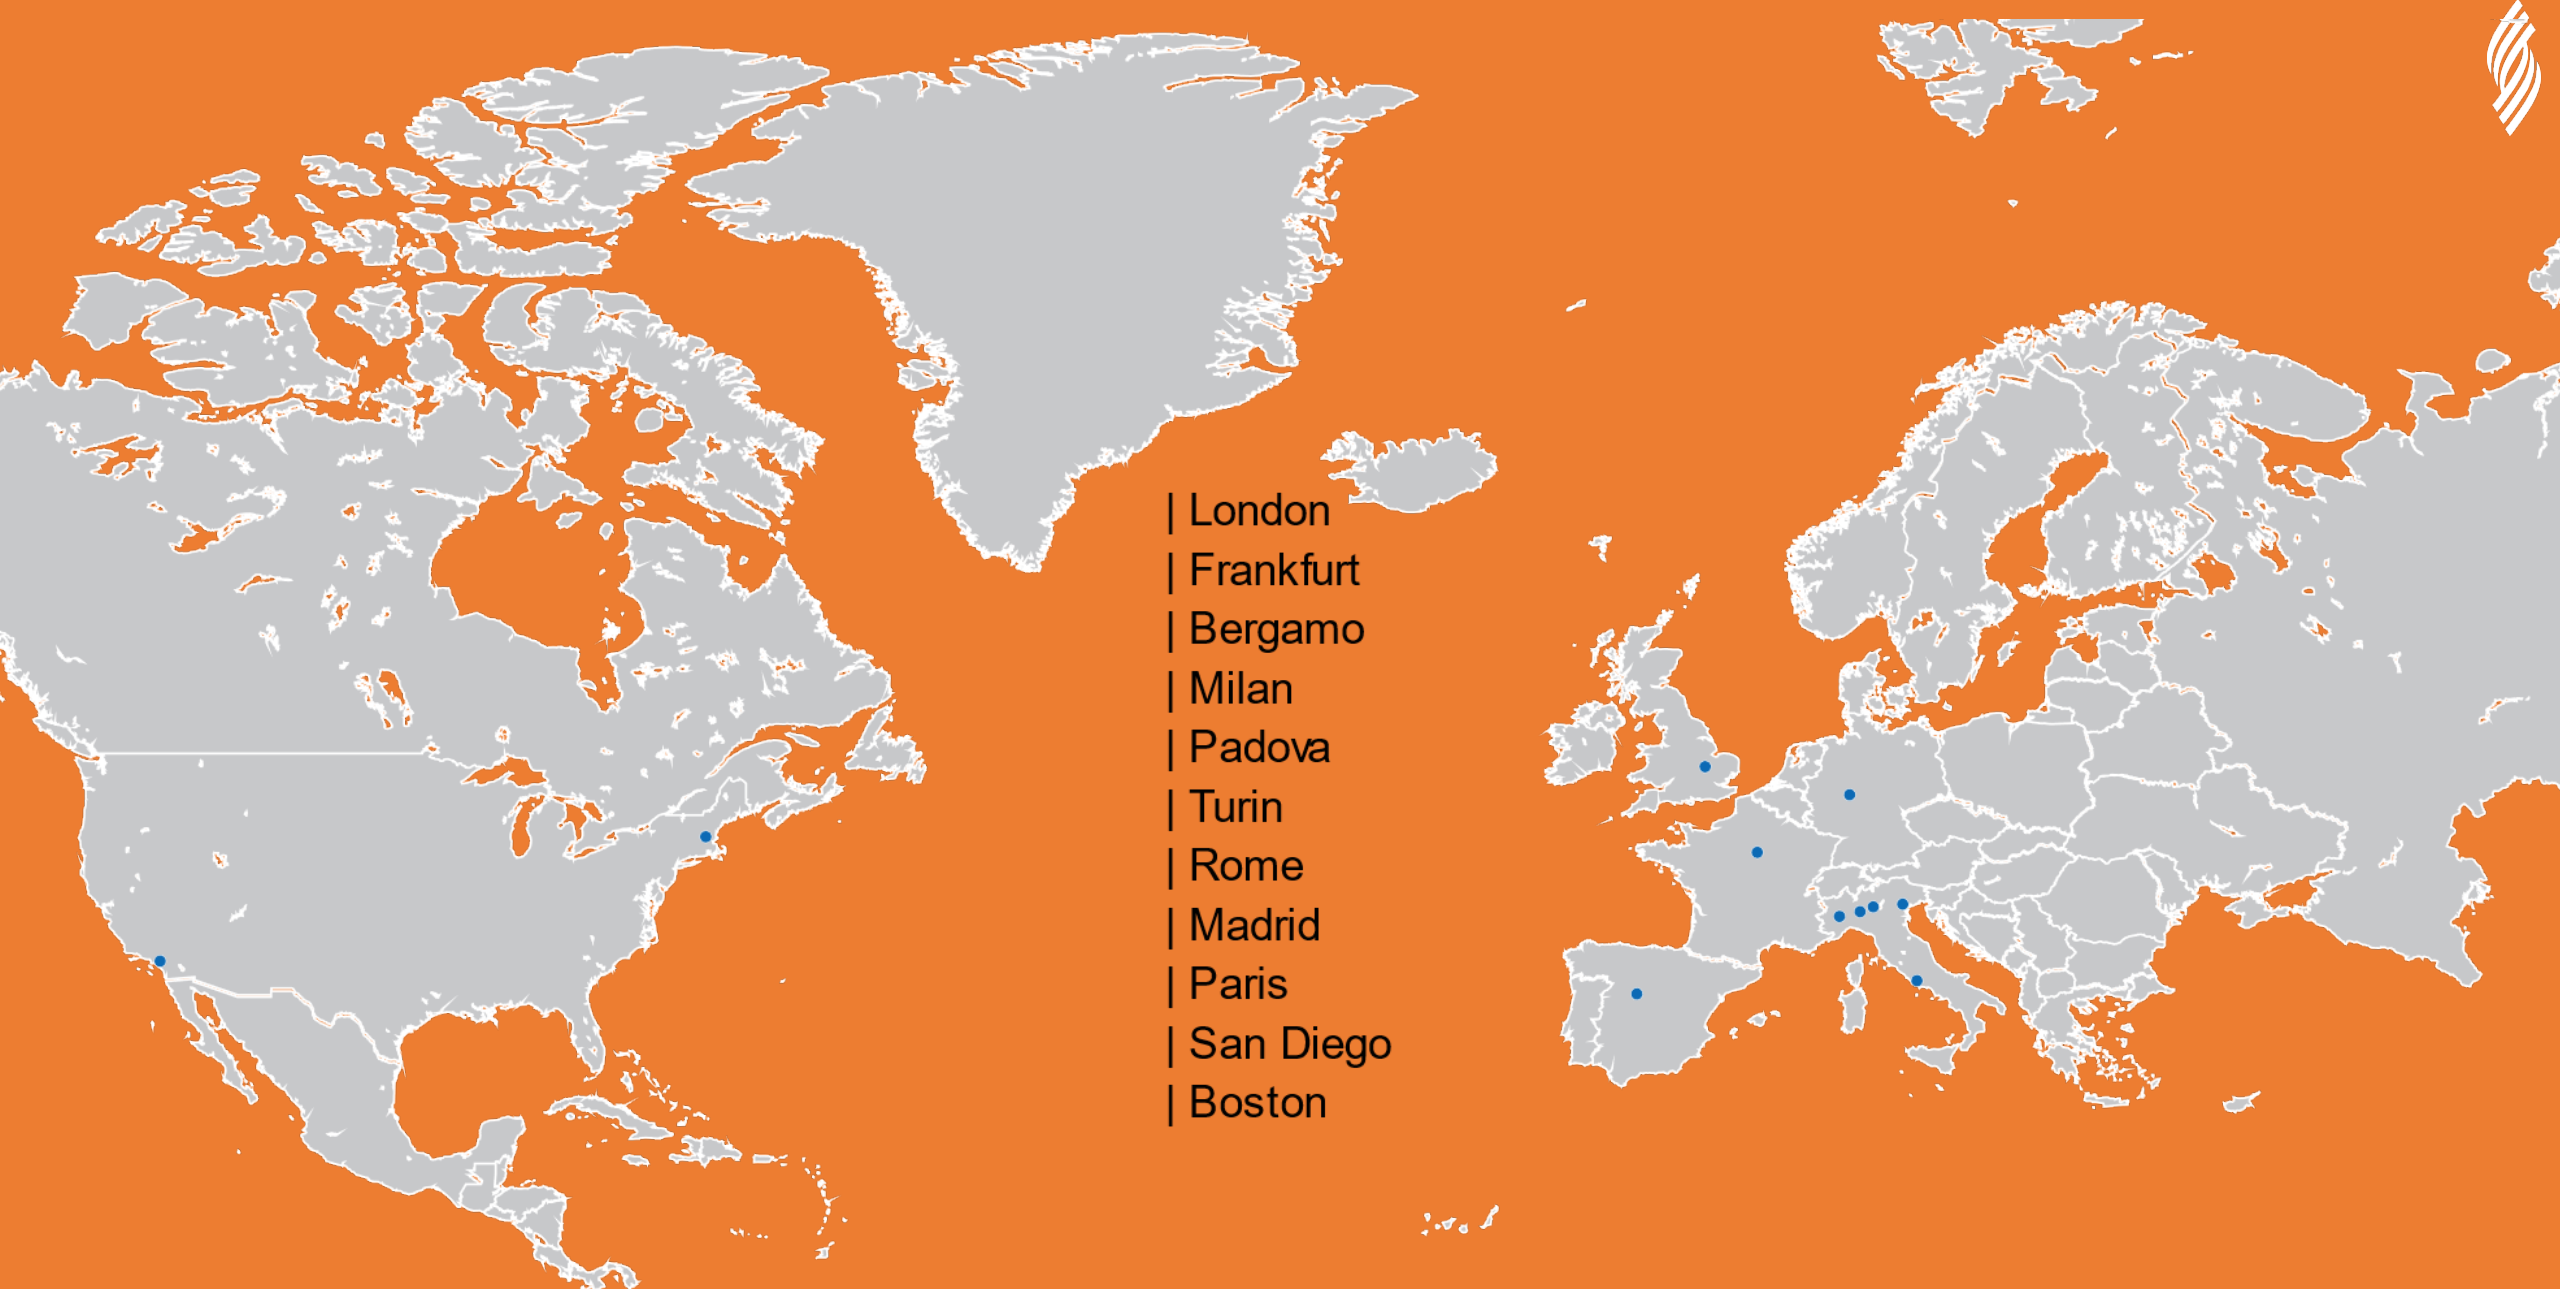 | London
| Frankfurt
| Bergamo
| Milan
| Padova
| Turin
| Rome
| Madrid
| Paris
| San Diego
| Boston